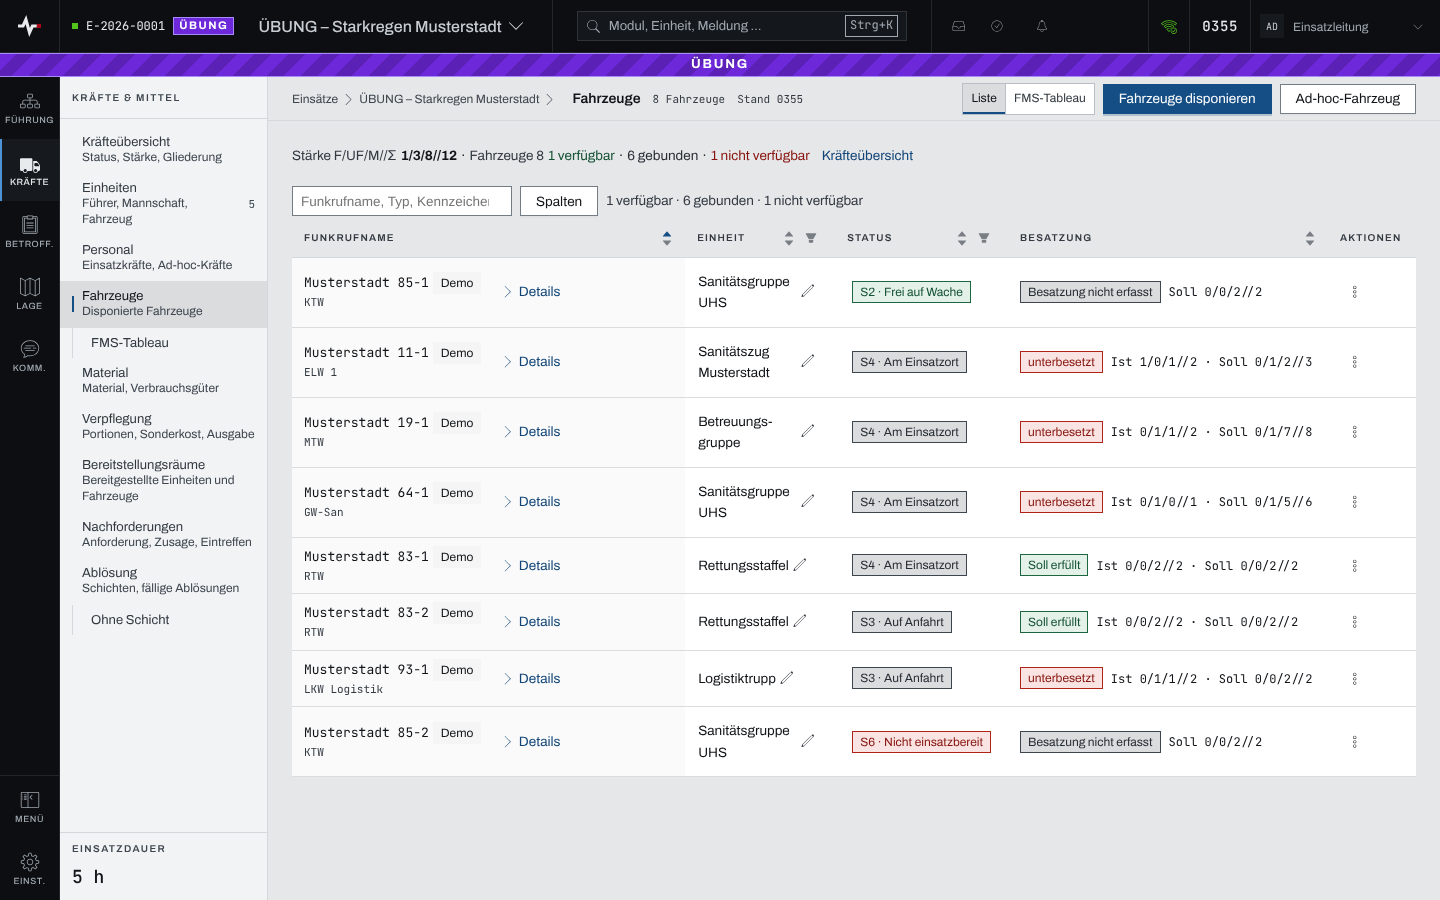 E-2026-0001 ÜBUNG ÜBUNG – Starkregen Musterstadt Modul, Einheit, Meldung ... Strg+K 0355 AD Einsatzleitung
ÜBUNG
FÜHRUNG
KRÄFTE
BETROFF.
LAGE
KOMM.
MENÜ
EINST.
KRÄFTE & MITTEL
Kräfteübersicht
Status, Stärke, Gliederung
Einheiten
Führer, Mannschaft,
Fahrzeug
5
Personal
Einsatzkräfte, Ad-hoc-Kräfte
Fahrzeuge
Disponierte Fahrzeuge
FMS-Tableau
Material
Material, Verbrauchsgüter
Verpflegung
Portionen, Sonderkost, Ausgabe
Bereitstellungsräume
Bereitgestellte Einheiten und
Fahrzeuge
Nachforderungen
Anforderung, Zusage, Eintreffen
Ablösung
Schichten, fällige Ablösungen
Ohne Schicht
EINSATZDAUER
5 h
Einsätze ÜBUNG – Starkregen Musterstadt Fahrzeuge 8 Fahrzeuge Stand 0355 Liste FMS-Tableau Fahrzeuge disponieren Ad-hoc-Fahrzeug
Stärke F/UF/M//Σ 1/3/8//12 · Fahrzeuge 8 1 verfügbar · 6 gebunden · 1 nicht verfügbar Kräfteübersicht
Funkrufname, Typ, Kennzeichen Spalten 1 verfügbar · 6 gebunden · 1 nicht verfügbar
FUNKRUFNAME EINHEIT STATUS BESATZUNG AKTIONEN
Musterstadt 85-1 Demo
KTW
Details
Sanitätsgruppe
UHS
S2 · Frei auf Wache
Besatzung nicht erfasst Soll 0/0/2//2
Musterstadt 11-1 Demo
ELW 1
Details
Sanitätszug
Musterstadt
S4 · Am Einsatzort
unterbesetzt Ist 1/0/1//2 · Soll 0/1/2//3
Musterstadt 19-1 Demo
MTW
Details
Betreuungs-
gruppe
S4 · Am Einsatzort
unterbesetzt Ist 0/1/1//2 · Soll 0/1/7//8
Musterstadt 64-1 Demo
GW-San
Details
Sanitätsgruppe
UHS
S4 · Am Einsatzort
unterbesetzt Ist 0/1/0//1 · Soll 0/1/5//6
Musterstadt 83-1 Demo
RTW
Details
Rettungsstaffel
S4 · Am Einsatzort
Soll erfüllt Ist 0/0/2//2 · Soll 0/0/2//2
Musterstadt 83-2 Demo
RTW
Details
Rettungsstaffel
S3 · Auf Anfahrt
Soll erfüllt Ist 0/0/2//2 · Soll 0/0/2//2
Musterstadt 93-1 Demo
LKW Logistik
Details
Logistiktrupp
S3 · Auf Anfahrt
unterbesetzt Ist 0/1/1//2 · Soll 0/0/2//2
Musterstadt 85-2 Demo
KTW
Details
Sanitätsgruppe
UHS
S6 · Nicht einsatzbereit
Besatzung nicht erfasst Soll 0/0/2//2